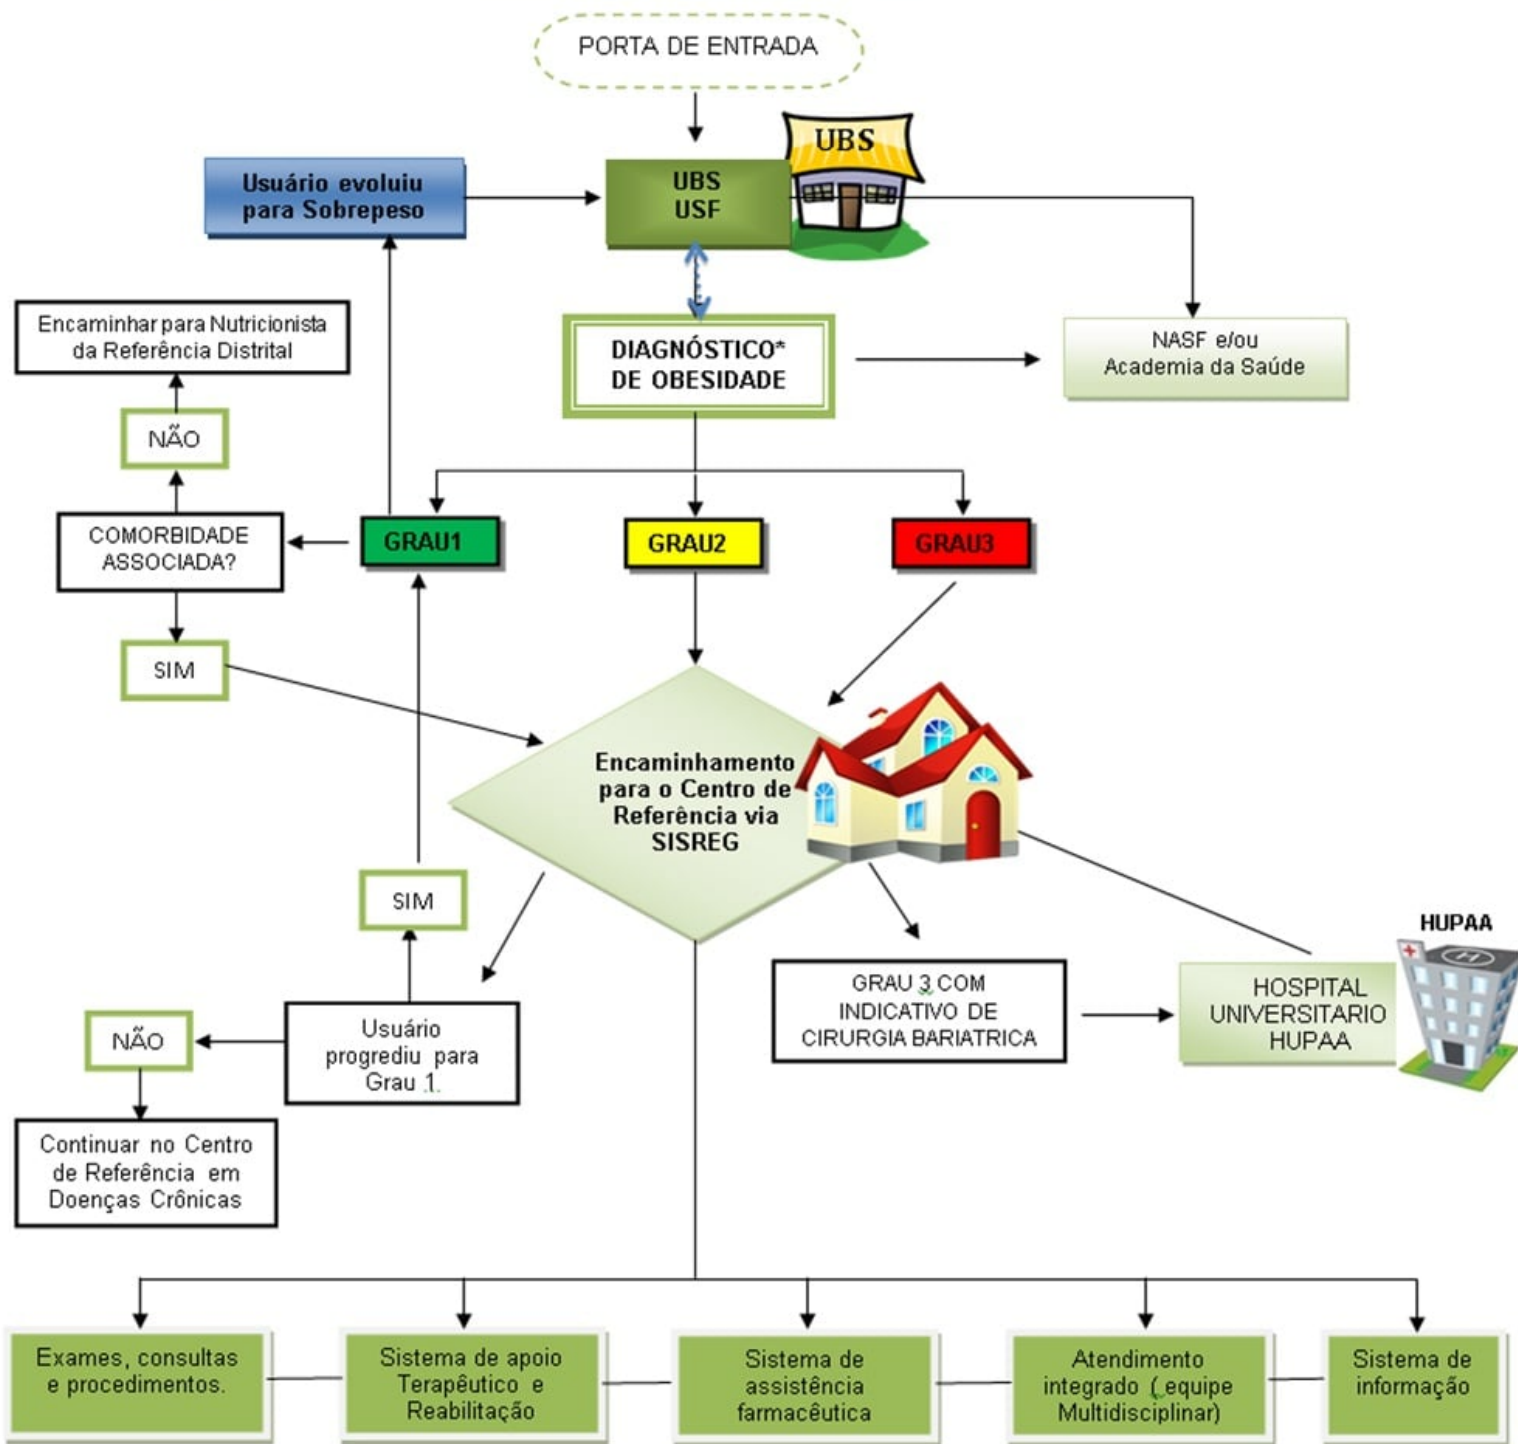 PORTA DE ENTRADA
UBS
Usuário evoluiu
para Sobrepeso
UBS
USF
Encaminhar para Nutricionista
da Referência Distrital
DIAGNÓSTICO*
DE OBESIDADE
NASF e/ou
Academia da Saúde
NÃO
COMORBIDADE
ASSOCIADA?
GRAU1
GRAU2
GRAU3
SIM
Encaminhamento
para o Centro de
Referência via
SISREG
SIM
HUPAA
GRAU 3 COM
INDICATIVO DE
CIRURGIA BARIATRICA
HOSPITAL
UNIVERSITARIO
HUPAA
NÃO
Usuário
progrediu para
Grau 1.
Continuar no Centro
de Referência em
Doenças Crônicas
Exames, consultas
e procedimentos.
Sistema de apoio
Terapêutico e
Reabilitação
Sistema de
assistência
farmacêutica
Atendimento
integrado ( equipe
Multidisciplinar)
Sistema de
informação